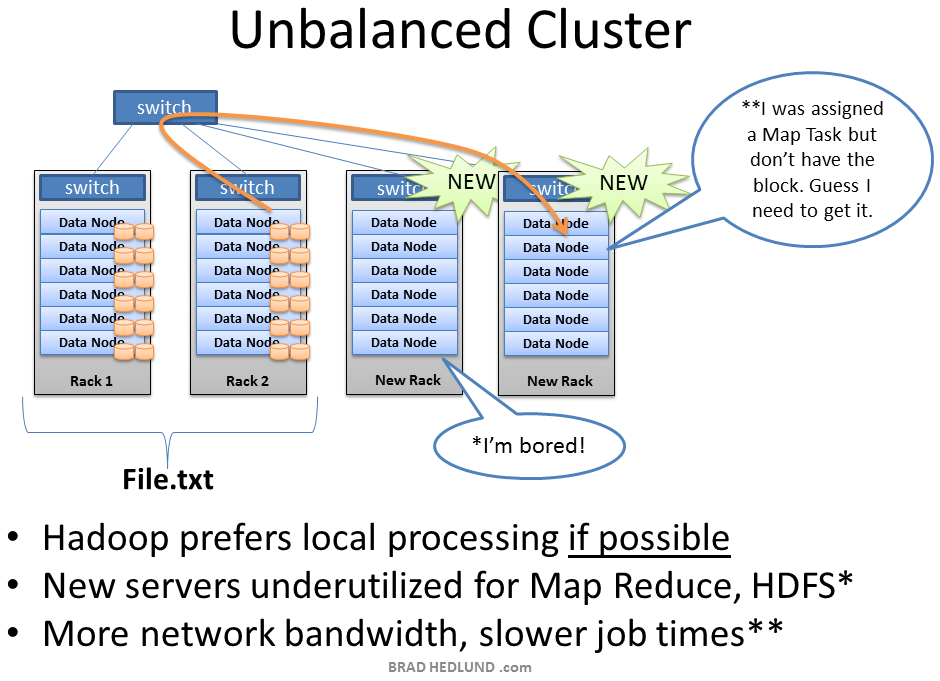 Unbalanced Cluster
switch
**I was assigned
a Map Task but
don’t have the
block. Guess I
need to get it.
switch
switch
switch
NEW
switch
NEW
Data Node
Data Node
Data Node
Data Node
Data Node
Data Node
Rack 1
Data Node
Data Node
Data Node
Data Node
Data Node
Data Node
Rack 2
Data Node
Data Node
Data Node
Data Node
Data Node
Data Node
New Rack
Data Node
Data Node
Data Node
Data Node
Data Node
Data Node
New Rack
*I’m bored!
File.txt
• Hadoop prefers local processing if possible
• New servers underutilized for Map Reduce, HDFS*
• More network bandwidth, slower job times**
BRAD HEDLUND .com